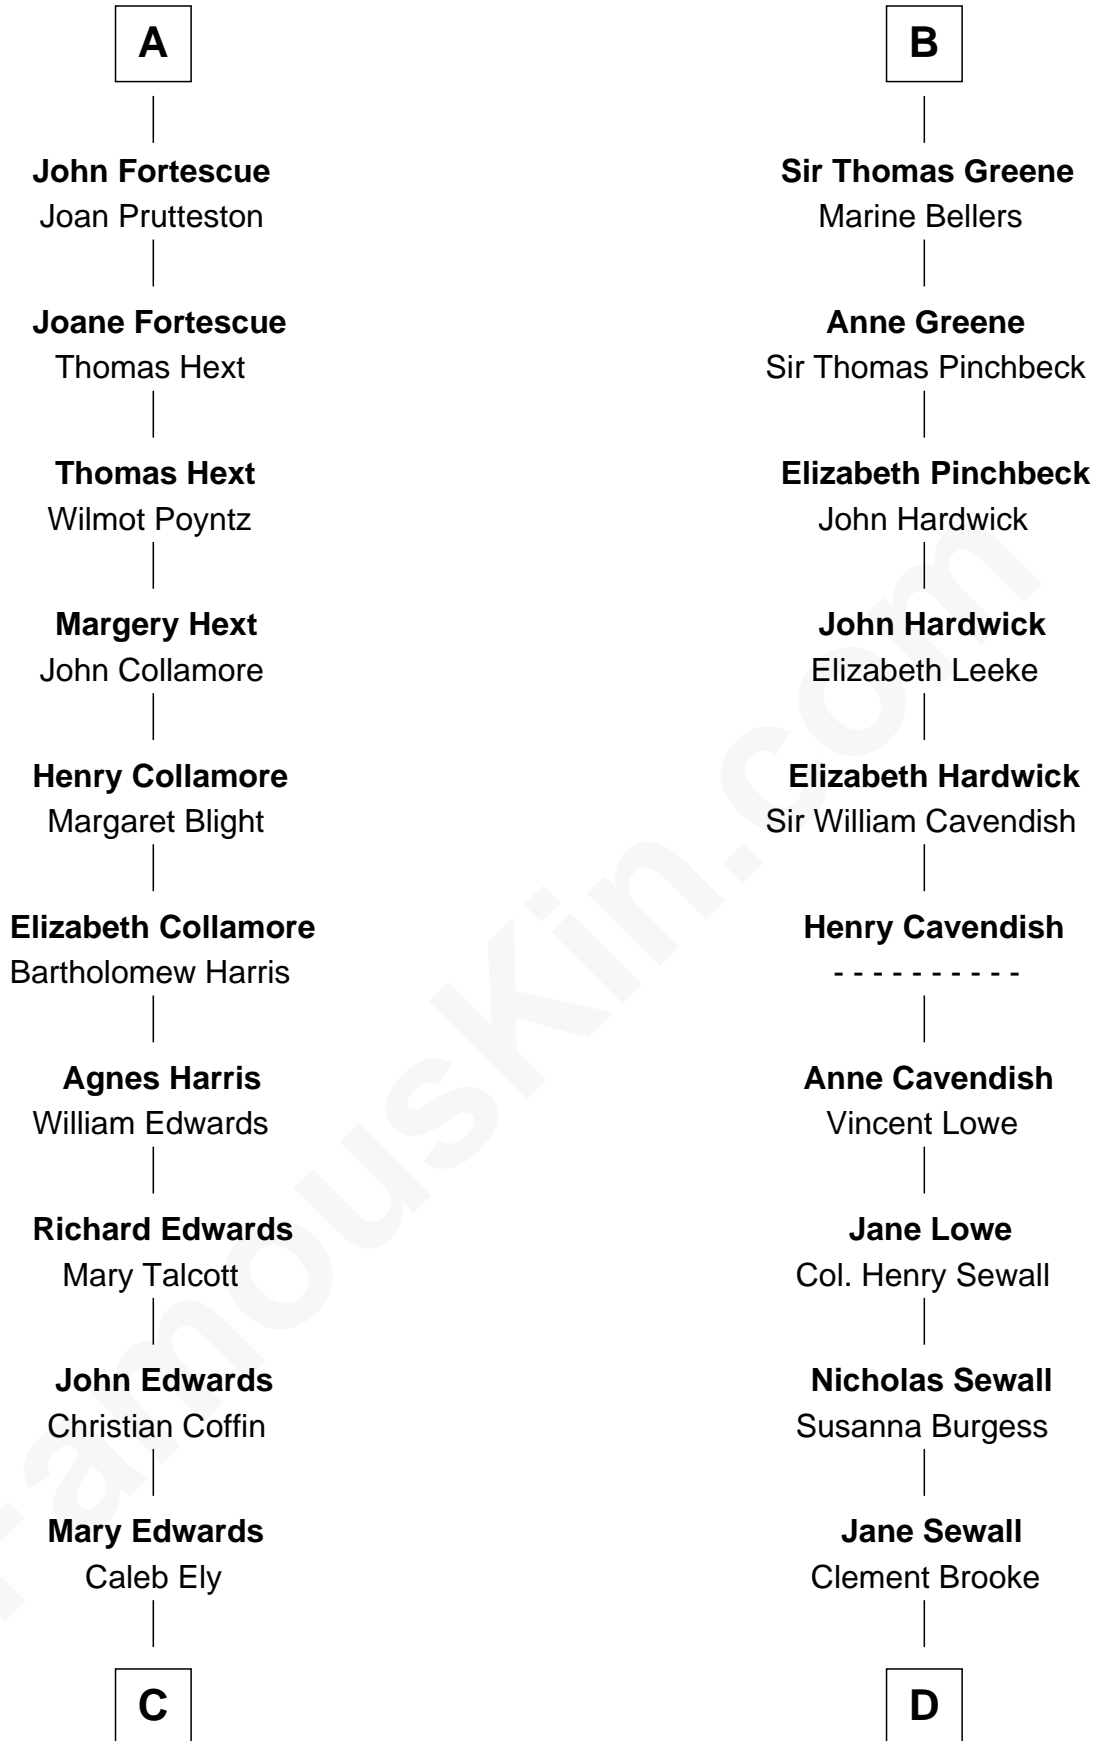 A
John Fortescue
Joan Prutteston
Joane Fortescue
Thomas Hext
Thomas Hext
Wilmot Poyntz
Margery Hext
John Collamore
Henry Collamore
Margaret Blight
Elizabeth Collamore
Bartholomew Harris
Agnes Harris
William Edwards
Richard Edwards
Mary Talcott
John Edwards
Christian Coffin
Mary Edwards
Caleb Ely
C
B
Sir Thomas Greene
Marine Bellers
Anne Greene
Sir Thomas Pinchbeck
Elizabeth Pinchbeck
John Hardwick
John Hardwick
Elizabeth Leeke
Elizabeth Hardwick
Sir William Cavendish
Henry Cavendish
- - - - - - - - - -
Anne Cavendish
Vincent Lowe
Jane Lowe
Col. Henry Sewall
Nicholas Sewall
Susanna Burgess
Jane Sewall
Clement Brooke
D
FamousKin.com